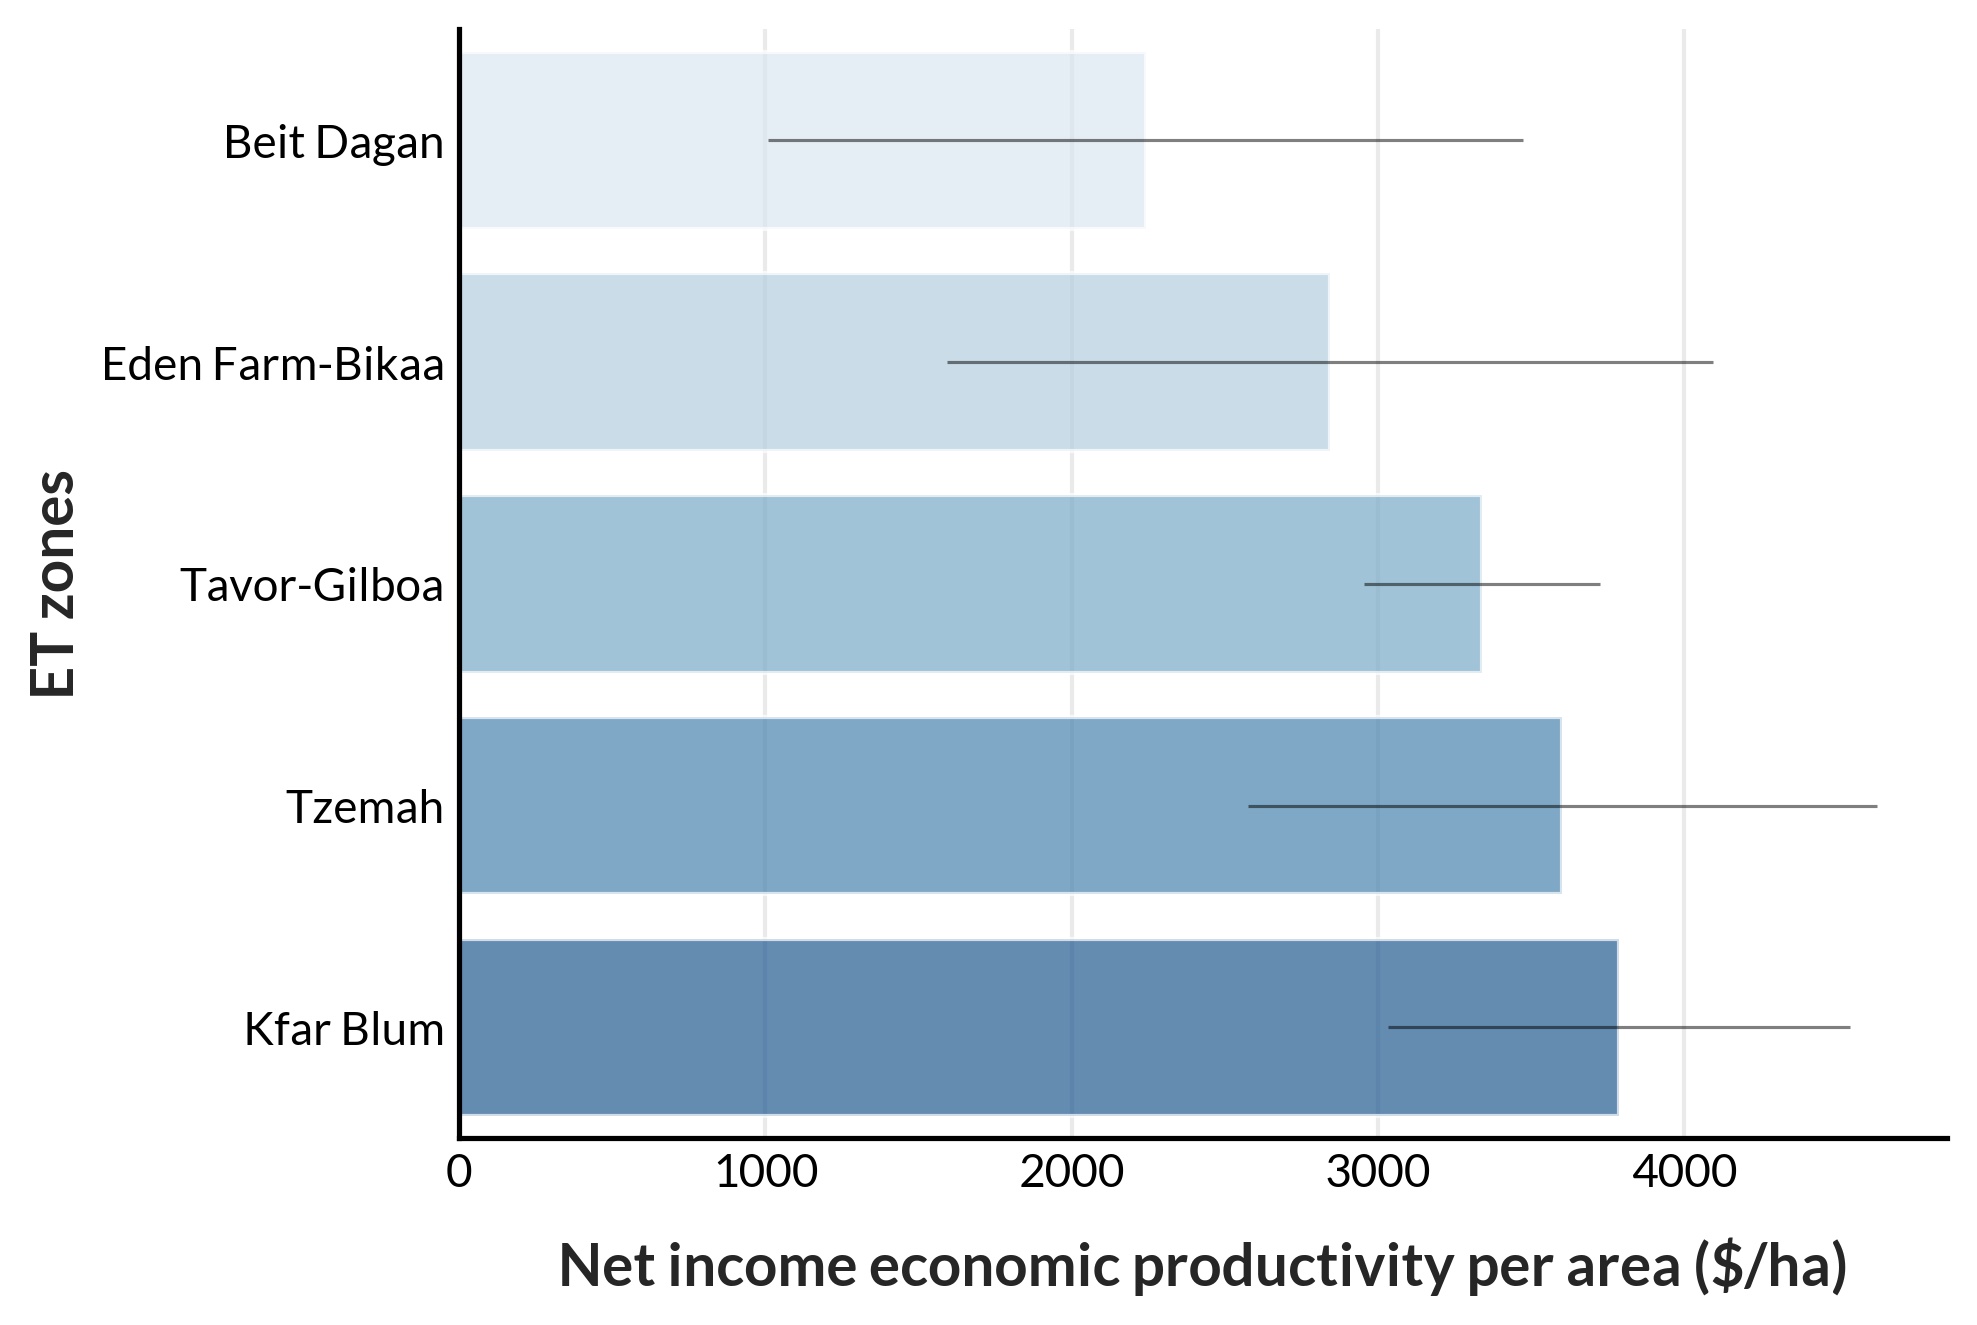 Beit Dagan
Eden Farm-Bikaa
Tavor-Gilboa
Tzemah
Kfar Blum
ET zones
0 1000 2000 3000 4000
Net income economic productivity per area ($/ha)